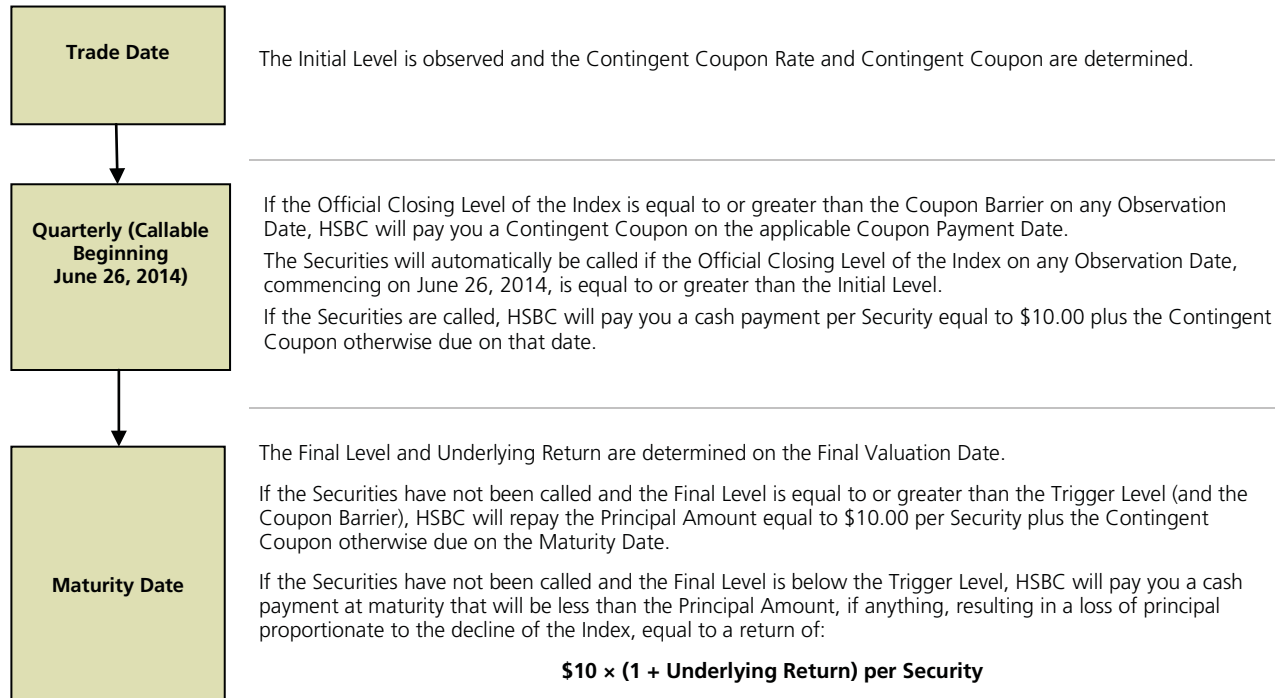 Trade Date
The Initial Level is observed and the Contingent Coupon Rate and Contingent Coupon are determined.
Quarterly (Callable
Beginning
June 26, 2014)
If the Official Closing Level of the Index is equal to or greater than the Coupon Barrier on any Observation
Date, HSBC will pay you a Contingent Coupon on the applicable Coupon Payment Date.
The Securities will automatically be called if the Official Closing Level of the Index on any Observation Date,
commencing on June 26, 2014, is equal to or greater than the Initial Level.
If the Securities are called, HSBC will pay you a cash payment per Security equal to $10.00 plus the Contingent
Coupon otherwise due on that date.
Maturity Date
The Final Level and Underlying Return are determined on the Final Valuation Date.
If the Securities have not been called and the Final Level is equal to or greater than the Trigger Level (and the
Coupon Barrier), HSBC will repay the Principal Amount equal to $10.00 per Security plus the Contingent
Coupon otherwise due on the Maturity Date.
If the Securities have not been called and the Final Level is below the Trigger Level, HSBC will pay you a cash
payment at maturity that will be less than the Principal Amount, if anything, resulting in a loss of principal
proportionate to the decline of the Index, equal to a return of:
$10 × (1 + Underlying Return) per Security